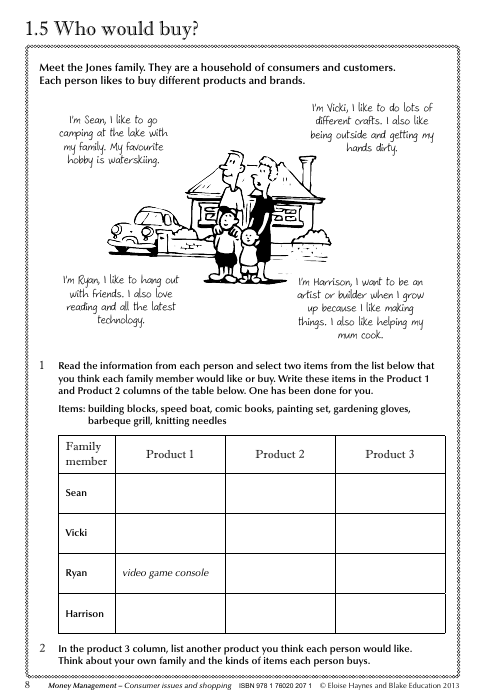 1.5 Who would buy?
Meet the Jones family. They are a household of consumers and customers.
Each person likes to buy different products and brands.
I'm Sean, I like to go
camping at the lake with
my family. My favourite
hobby is waterskiing.
I'm Vicki, I like to do lots of
different crafts. I also like
being outside and getting my
hands dirty.
I'm Ryan, I like to hang out
with friends. I also love
reading and all the latest
technology.
I'm Harrison, I want to be an
artist or builder when I grow
up because I like making
things. I also like helping my
mum cook.
1 Read the information from each person and select two items from the list below that
you think each family member would like or buy. Write these items in the Product 1
and Product 2 columns of the table below. One has been done for you.
Items: building blocks, speed boat, comic books, painting set, gardening gloves,
barbeque grill, knitting needles
Family
member
Product 1 Product 2 Product 3
Sean
Vicki
Ryan video game console
Harrison
2 In the product 3 column, list another product you think each person would like.
Think about your own family and the kinds of items each person buys.
8 Money Management – Consumer issues and shopping ISBN 978 1 76020 207 1 © Eloise Haynes and Blake Education 2013